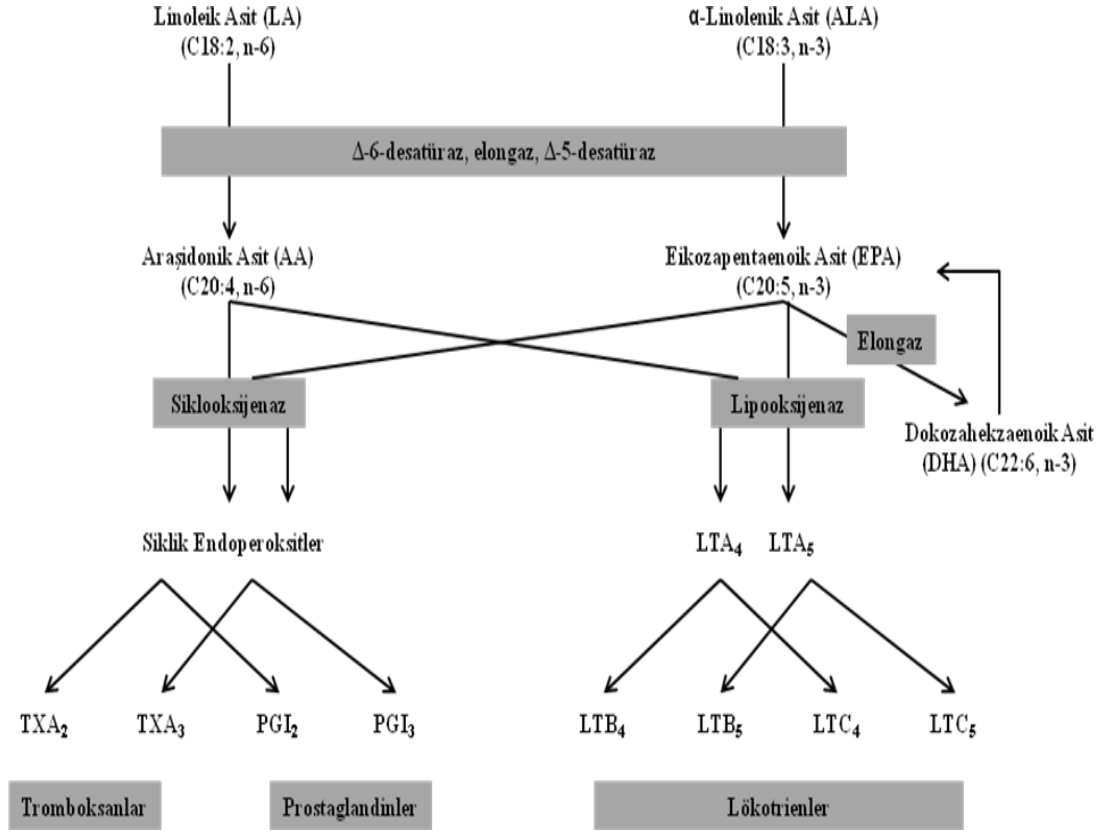 Linoleik Asit (LA)
(C18:2, n-6)
α-Linolenik Asit (ALA)
(C18:3, n-3)
Δ-6-desatüraz, elongaz, Δ-5-desatüraz
Araşidonik Asit (AA)
(C20:4, n-6)
Eikozapentaenoik Asit (EPA)
(C20:5, n-3)
Elongaz
Siklooksijenaz
Lipooksijenaz
Dokozahekzaenoik Asit
(DHA) (C22:6, n-3)
Siklik Endoperoksitler
LTA₄ LTA₅
TXA₂ TXA₃ PGI₂ PGI₃ LTB₄ LTB₅ LTC₄ LTC₅
Tromboksanlar
Prostaglandinler
Lökotrienler